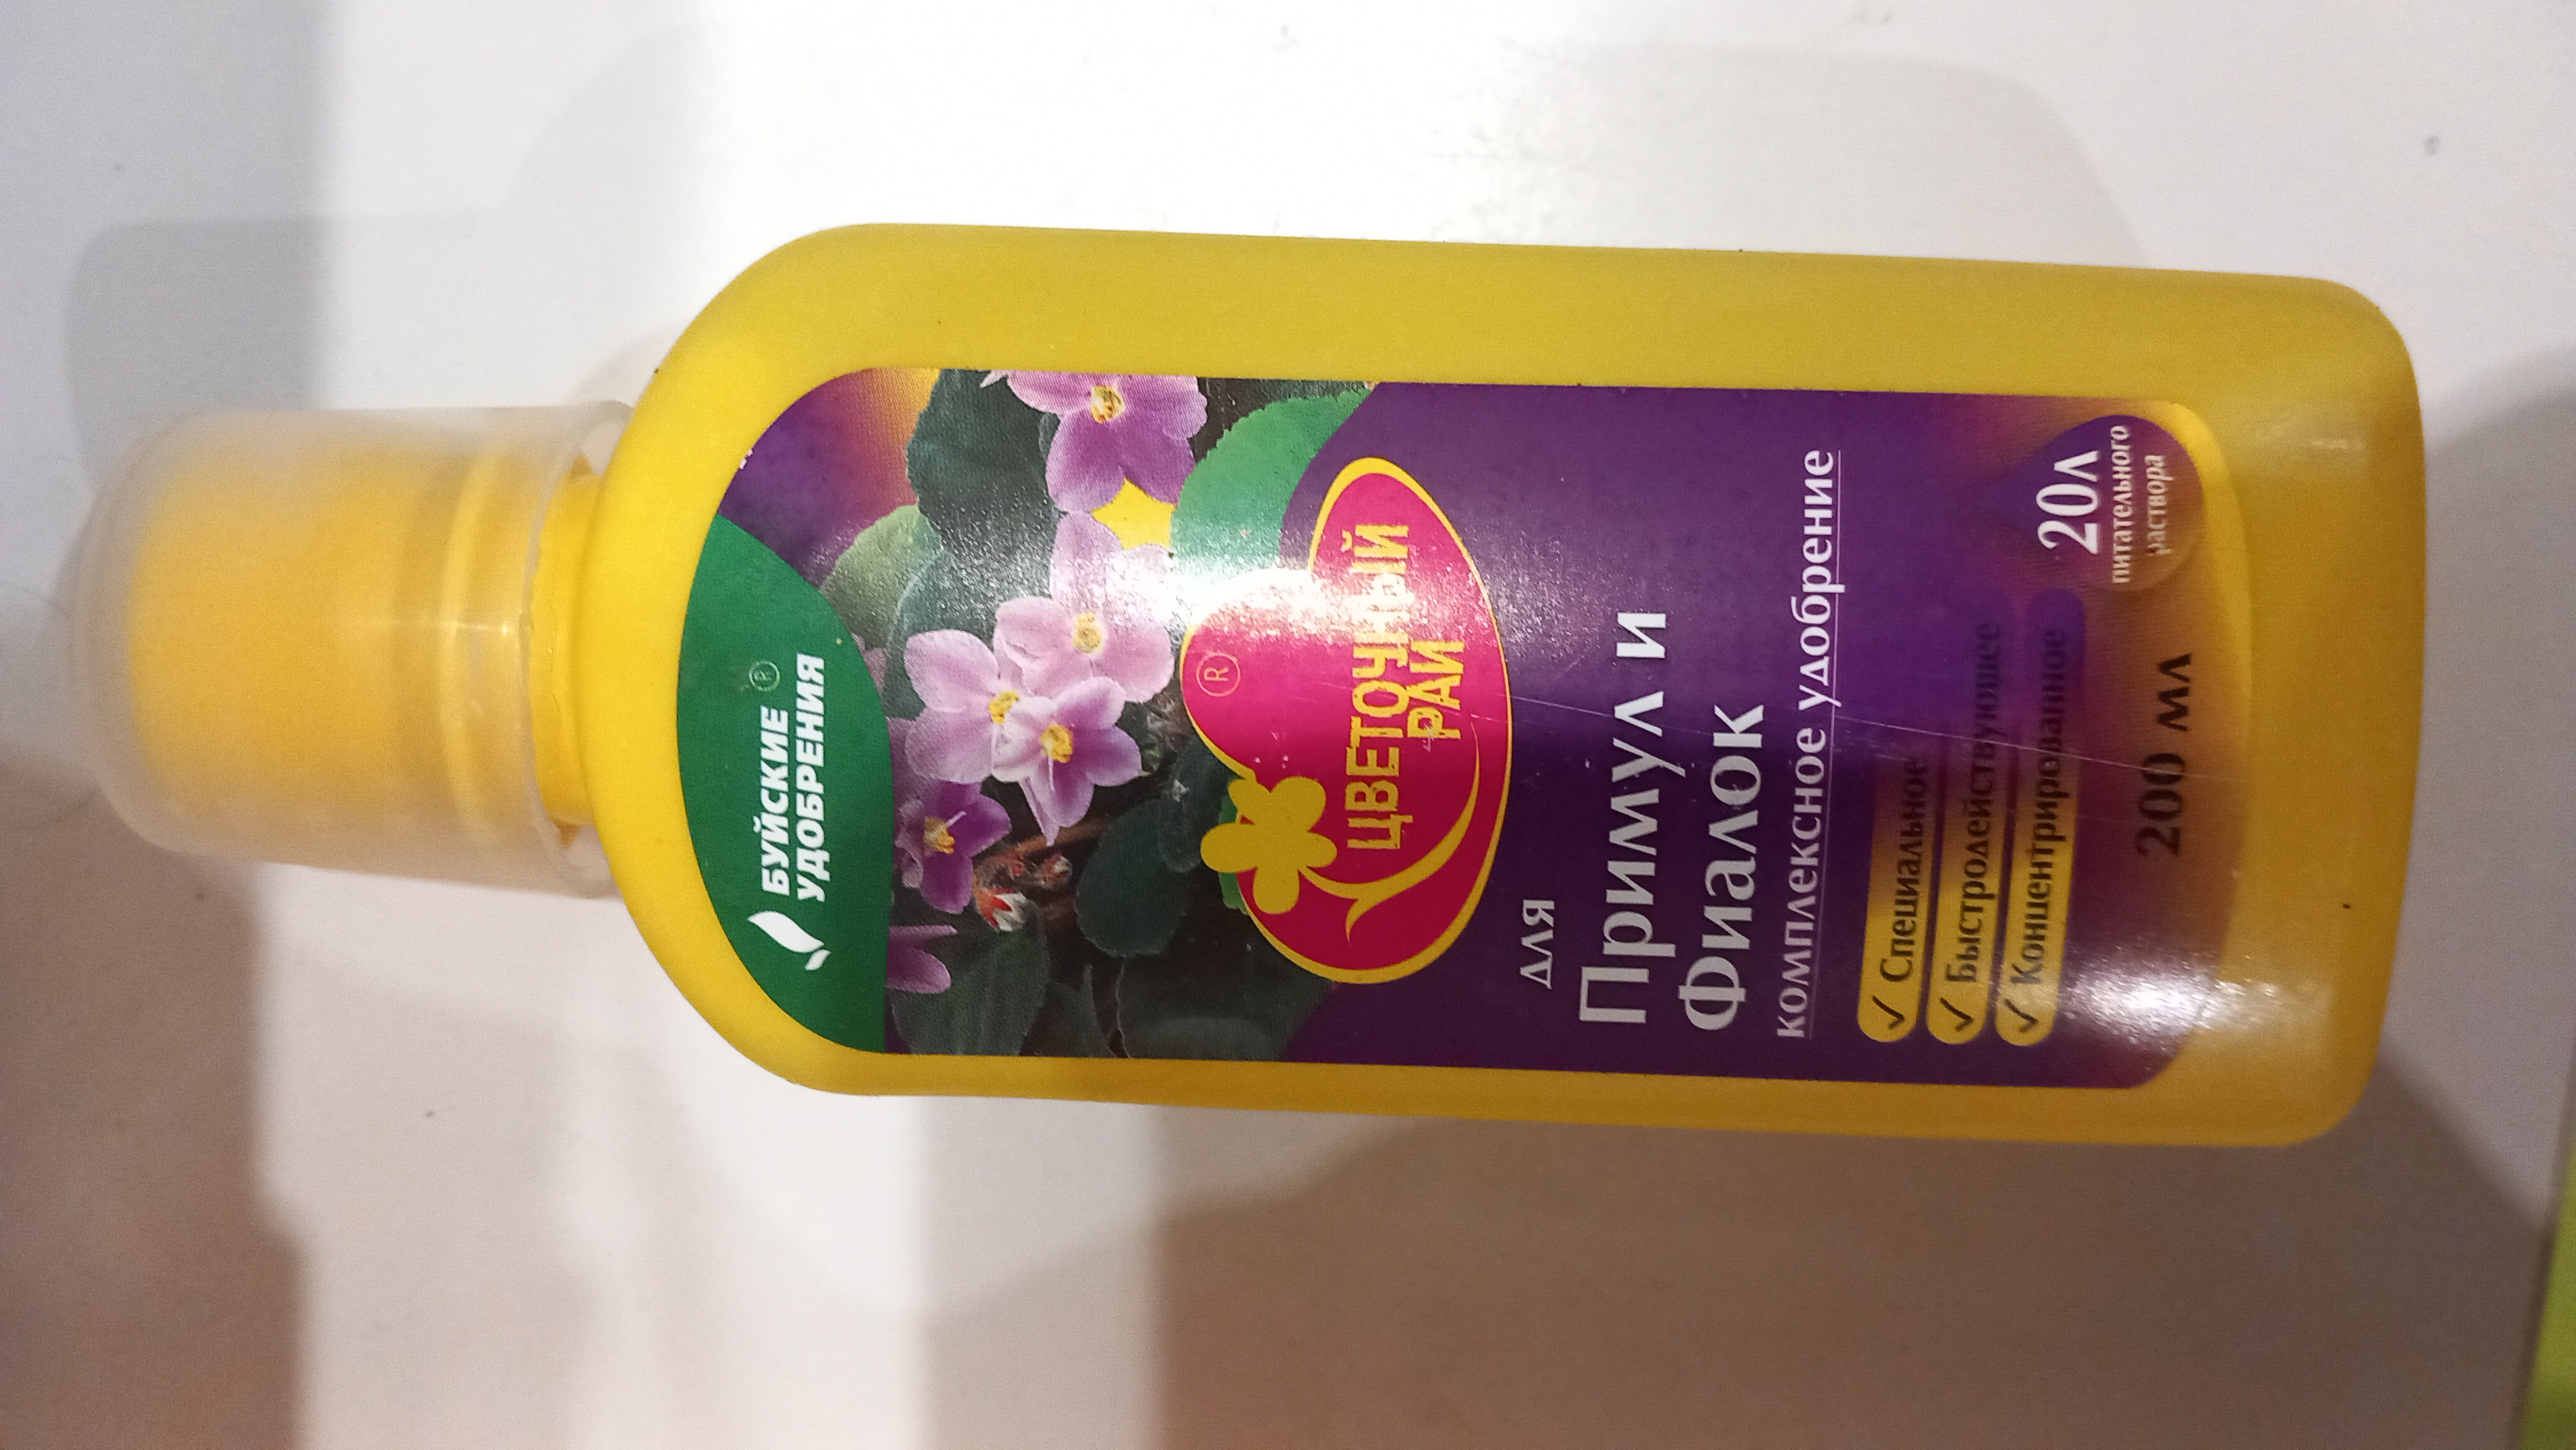 БУЙСКИЕ ®
УДОБРЕНИЯ
®
ЦВЕТОЧНЫЙ
РАЙ
для
Примул и
Фиалок
комплексное удобрение
✓ Специальное
✓ Быстродействующее
✓ Концентрированное
20л
питательного
раствора
200 мл